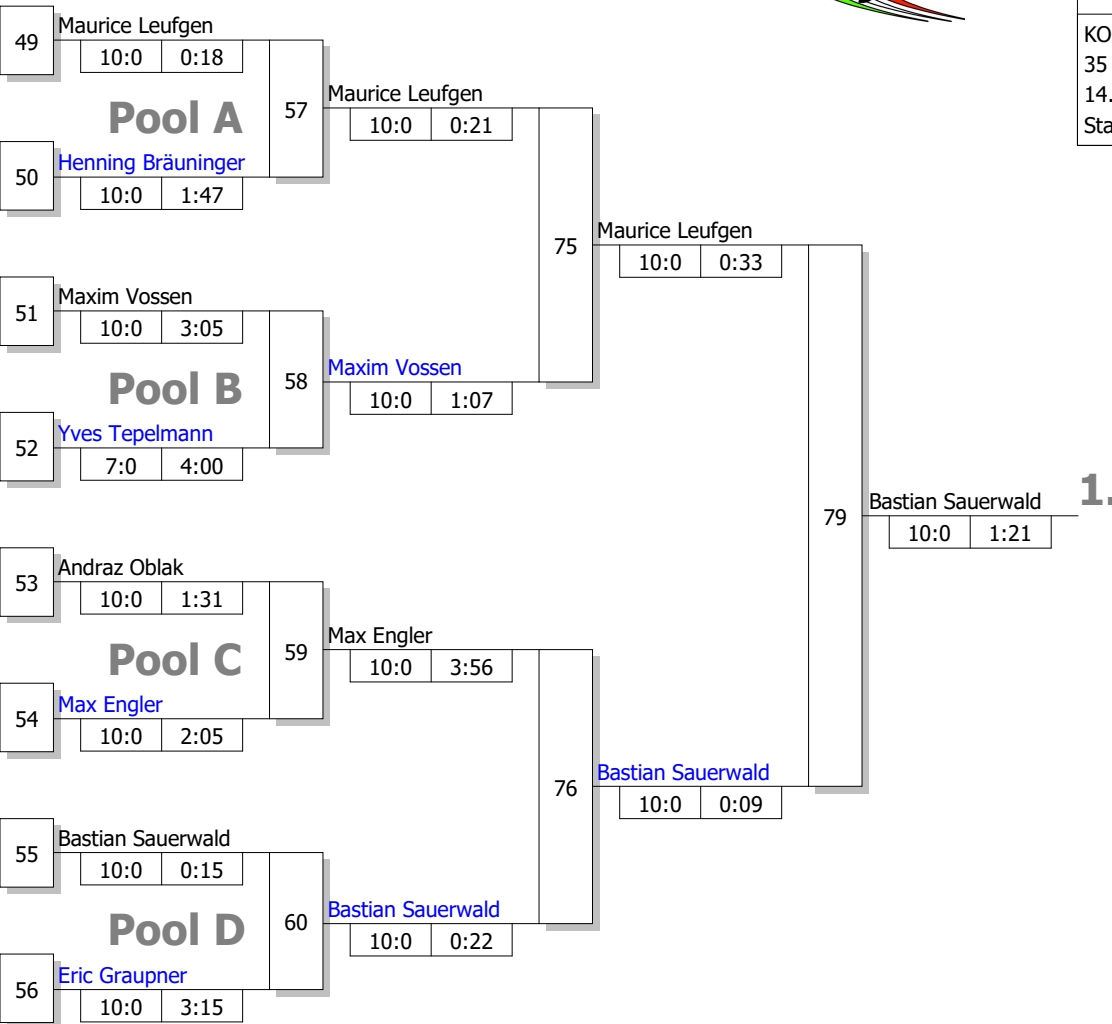 KO
35
14.
Sta
49 Maurice Leufgen
10:0 0:18
Pool A
57 Maurice Leufgen
10:0 0:21
50 Henning Bräuninger
10:0 1:47
75 Maurice Leufgen
10:0 0:33
51 Maxim Vossen
10:0 3:05
Pool B
58 Maxim Vossen
10:0 1:07
52 Yves Tepelmann
7:0 4:00
79 Bastian Sauerwald 1.
10:0 1:21
53 Andraz Oblak
10:0 1:31
Pool C
59 Max Engler
10:0 3:56
54 Max Engler
10:0 2:05
76 Bastian Sauerwald
10:0 0:09
55 Bastian Sauerwald
10:0 0:15
Pool D
60 Bastian Sauerwald
10:0 0:22
56 Eric Graupner
10:0 3:15